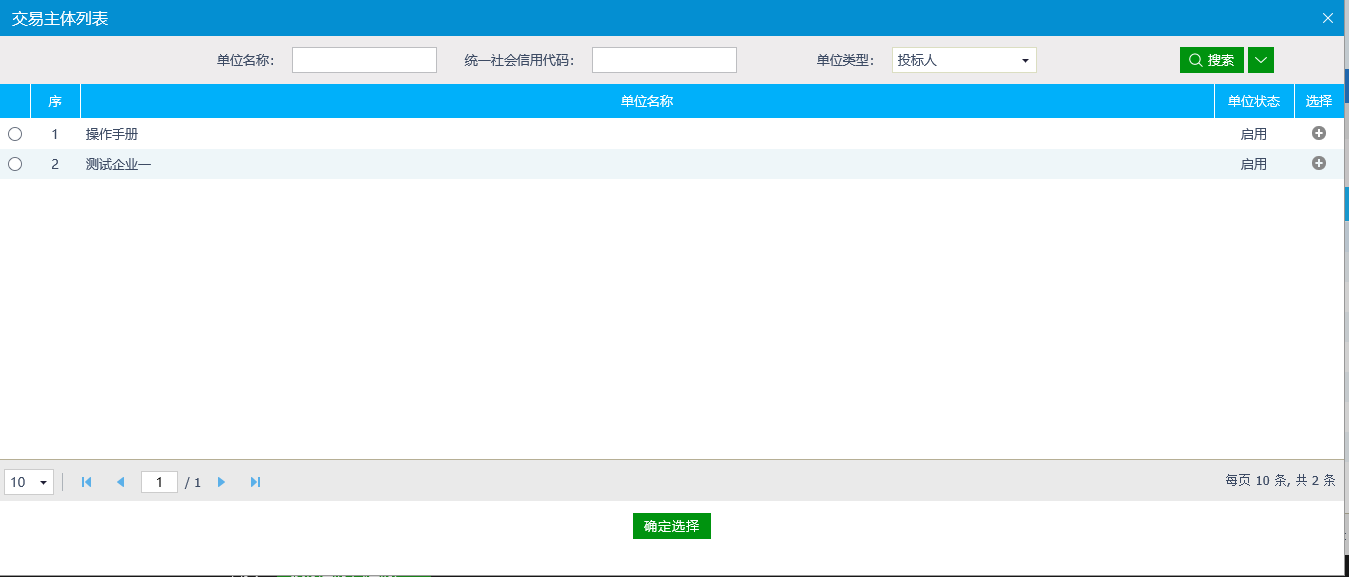 交易主体列表
单位名称: 统一社会信用代码: 单位类型: 投标人 搜索
序 单位名称 单位状态 选择
1 操作手册 启用
2 测试企业一 启用
10 1 / 1 每页 10 条, 共 2 条
确定选择